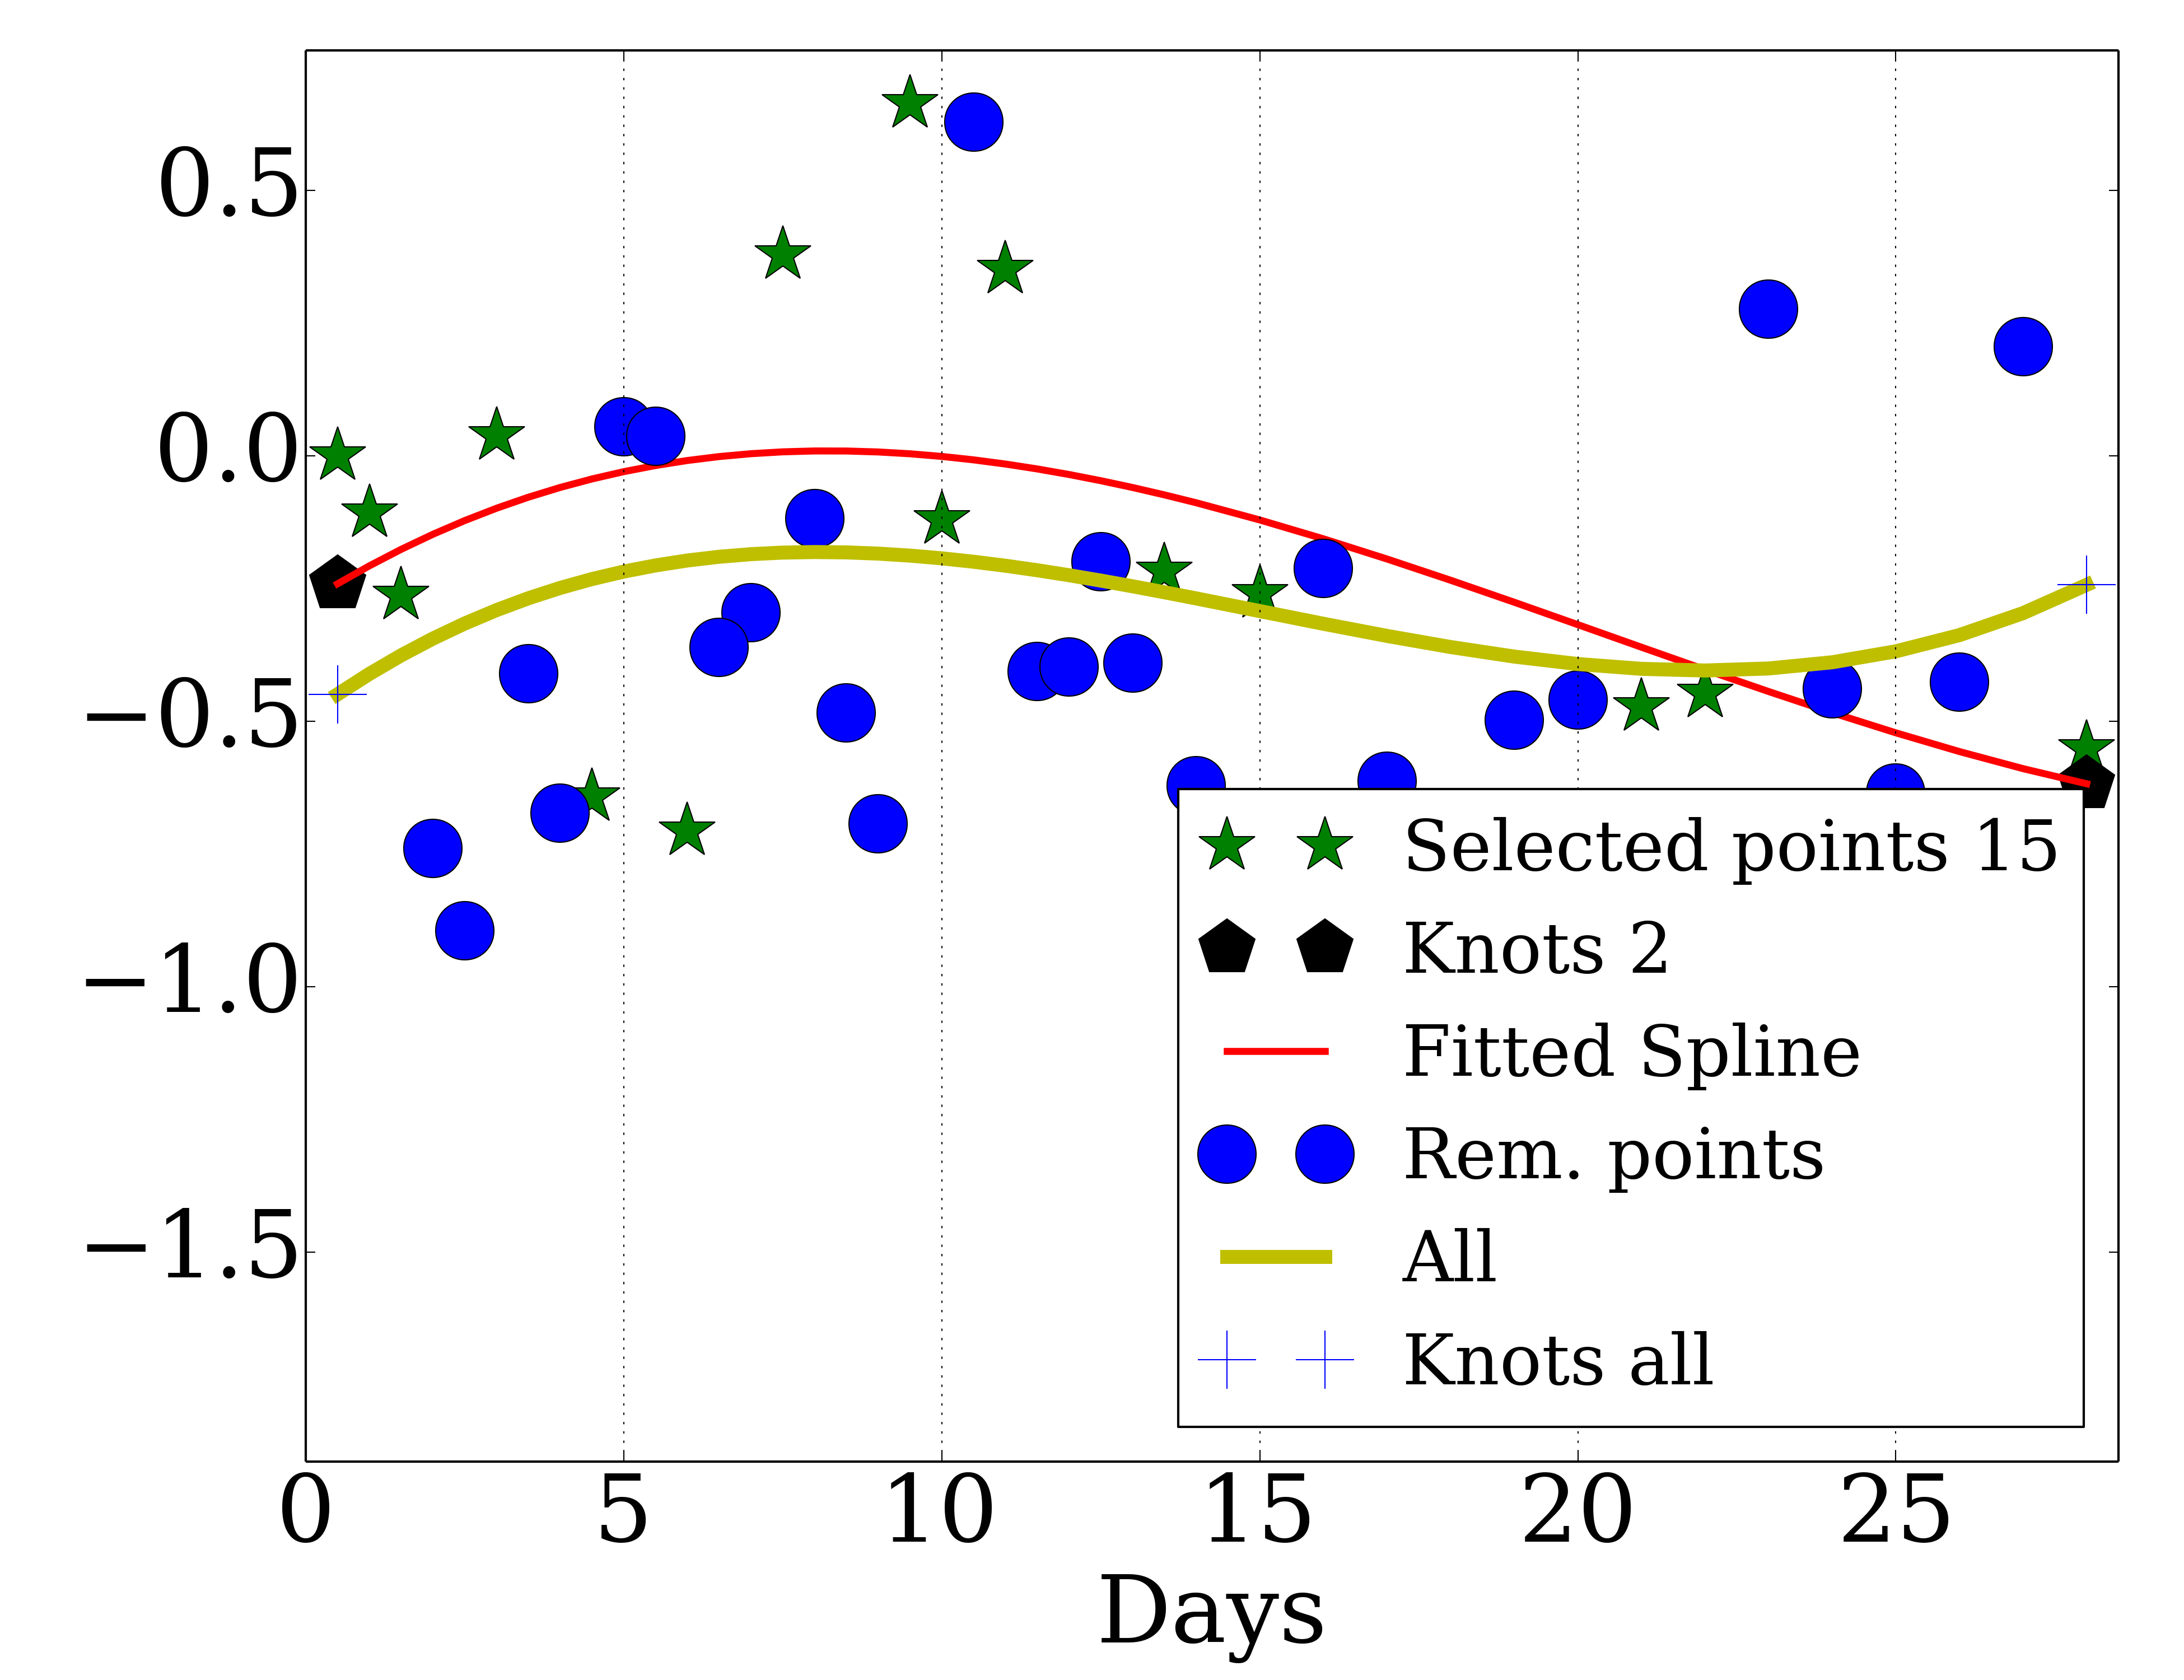 0.5
0.0
−0.5
−1.0
−1.5
Selected points 15
Knots 2
Fitted Spline
Rem. points
All
Knots all
0 5 10 15 20 25
Days